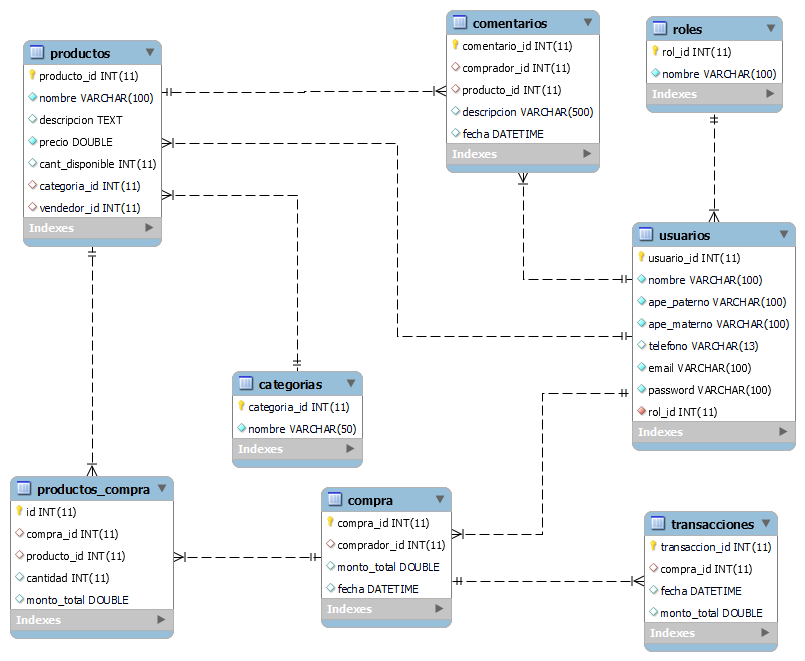 productos
producto_id INT(11)
nombre VARCHAR(100)
descripcion TEXT
precio DOUBLE
cant_disponible INT(11)
categoria_id INT(11)
vendedor_id INT(11)
Indexes
comentarios
comentario_id INT(11)
comprador_id INT(11)
producto_id INT(11)
descripcion VARCHAR(500)
fecha DATETIME
Indexes
roles
rol_id INT(11)
nombre VARCHAR(100)
Indexes
usuarios
usuario_id INT(11)
nombre VARCHAR(100)
ape_paterno VARCHAR(100)
ape_materno VARCHAR(100)
telefono VARCHAR(13)
email VARCHAR(100)
password VARCHAR(100)
rol_id INT(11)
Indexes
categorias
categoria_id INT(11)
nombre VARCHAR(50)
Indexes
productos_compra
id INT(11)
compra_id INT(11)
producto_id INT(11)
cantidad INT(11)
monto_total DOUBLE
Indexes
compra
compra_id INT(11)
comprador_id INT(11)
monto_total DOUBLE
fecha DATETIME
Indexes
transacciones
transaccion_id INT(11)
compra_id INT(11)
fecha DATETIME
monto_total DOUBLE
Indexes